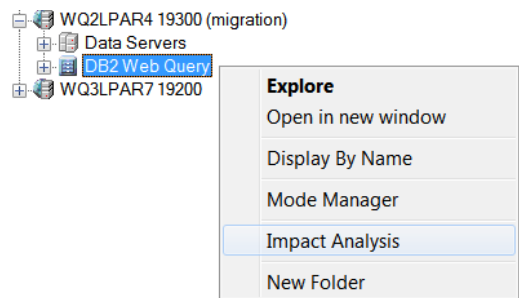 WQ2LPAR4 19300 (migration)
Data Servers
DB2 Web Query
WQ3LPAR7 19200
Explore
Open in new window
Display By Name
Mode Manager
Impact Analysis
New Folder